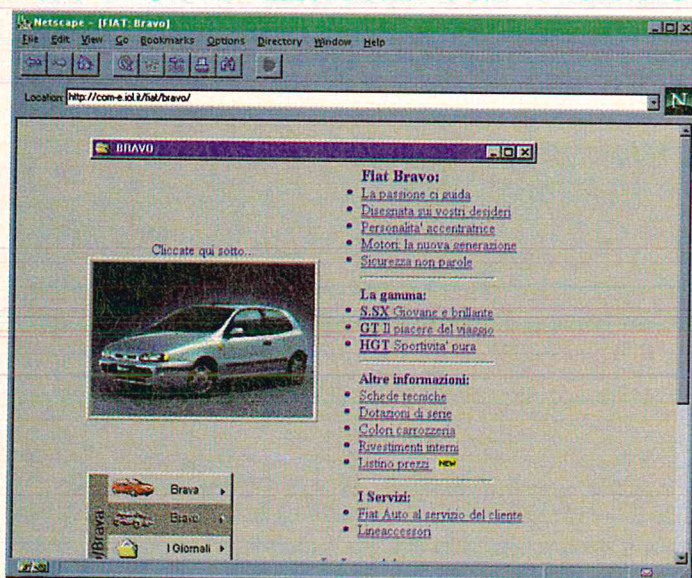 Netscape - [FIAT: Bravo]
File Edit View Go Bookmarks Options Directory Window Help
Location: http://com-e.iol.it/fiat/bravo/
N
BRAVO
Fiat Bravo:
La passione ci guida
Disegnata sui vostri desideri
Personalita' accentratrice
Motori: la nuova generazione
Sicurezza non parole
Cliccate qui sotto...
La gamma:
S.SX Giovane e brillante
GT Il piacere del viaggio
HGT Sportivita' pura
Altre informazioni:
Schede tecniche
Dotazioni di serie
Colori carrozzeria
Rivestimenti interni
Listino prezzi NEW
I Servizi:
Fiat Auto al servizio del cliente
Lineaccessori
/Brava
Brava
Bravo
I Giornali